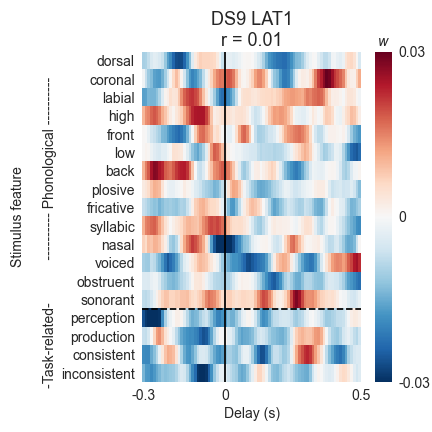 DS9 LAT1
r = 0.01
w
Stimulus feature
---------- Phonological ----------
-Task-related-
dorsal
coronal
labial
high
front
low
back
plosive
fricative
syllabic
nasal
voiced
obstruent
sonorant
perception
production
consistent
inconsistent
-0.3
0
0.5
Delay (s)
0.03
0
-0.03